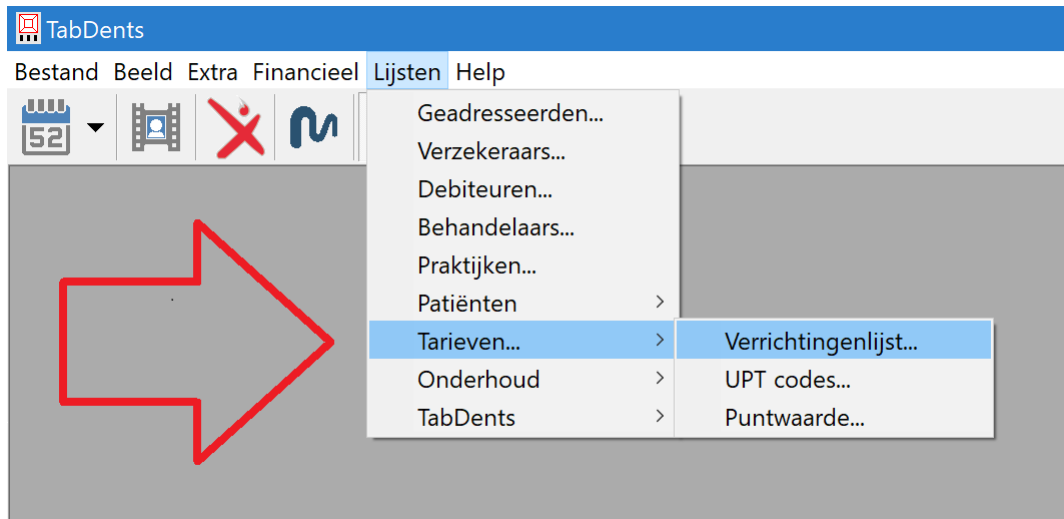 TabDents
Bestand Beeld Extra Financieel Lijsten Help
52
Geadresseerden...
Verzekeraars...
Debiteuren...
Behandelaars...
Praktijken...
Patiënten >
Tarieven... > Verrichtingenlijst...
Onderhoud > UPT codes...
TabDents > Puntwaarde...